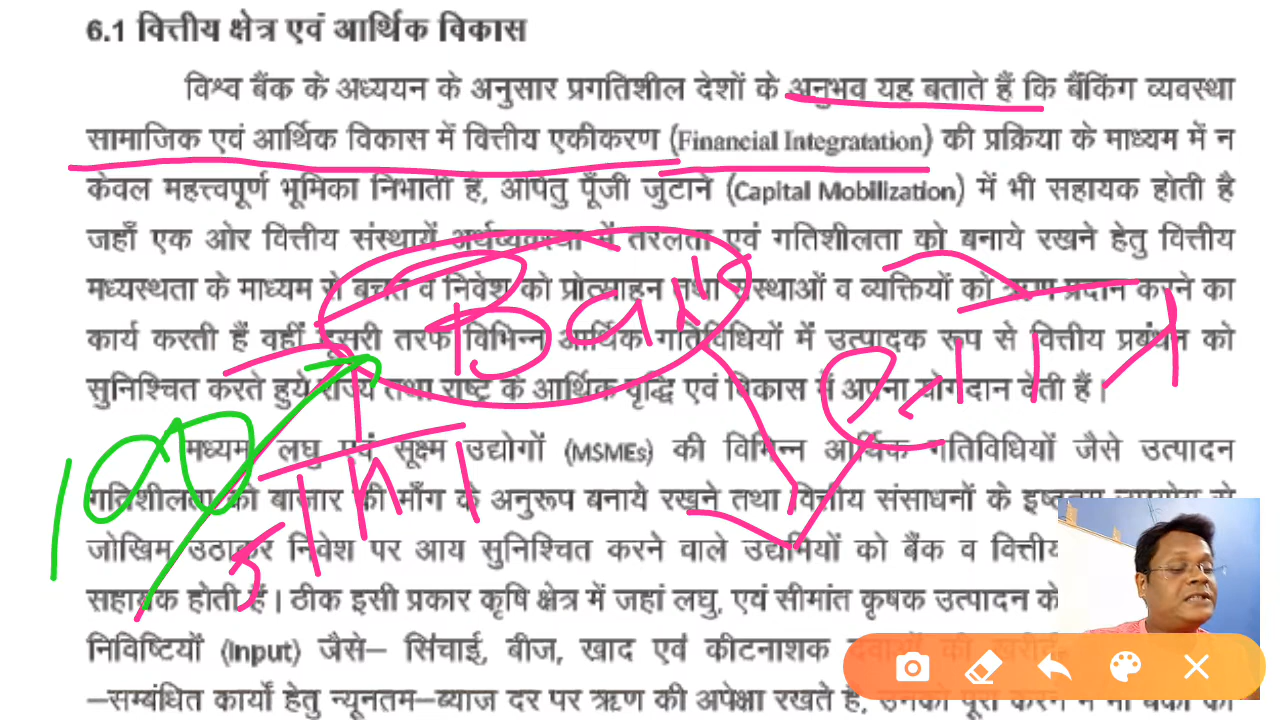 6.1 वित्तीय क्षेत्र एवं आर्थिक विकास
विश्व बैंक के अध्ययन के अनुसार प्रगतिशील देशों के अनुभव यह बताते हैं कि बैंकिंग व्यवस्था
सामाजिक एवं आर्थिक विकास में वित्तीय एकीकरण (Financial Integratation) की प्रक्रिया के माध्यम में न
केवल महत्त्वपूर्ण भूमिका निभाती है, अपितु पूँजी जुटाने (Capital Mobilization) में भी सहायक होती है
जहाँ एक ओर वित्तीय संस्थायें अर्थव्यवस्था में तरलता एवं गतिशीलता को बनाये रखने हेतु वित्तीय
मध्यस्थता के माध्यम से बचत व निवेश को प्रोत्साहन तथा संस्थाओं व व्यक्तियों को ऋण प्रदान करने का
कार्य करती हैं वहीं दूसरी तरफ विभिन्न आर्थिक गतिविधियों में उत्पादक रूप से वित्तीय प्रबंधन को
सुनिश्चित करते हुये राज्य तथा राष्ट्र के आर्थिक वृद्धि एवं विकास में अपना योगदान देती हैं।
100
मध्यम, लघु एवं सूक्ष्म उद्योगों (MSMEs) की विभिन्न आर्थिक गतिविधियों जैसे उत्पादन
गतिशीलता को बाजार की माँग के अनुरूप बनाये रखने तथा वित्तीय संसाधनों के
जोखिम उठाकर निवेश पर आय सुनिश्चित करने वाले उद्यमियों को बैंक व
सहायक होती हैं। ठीक इसी प्रकार कृषि क्षेत्र में जहां लघु, एवं सीमांत कृषक उत्पादन
निविष्टियों (Input) जैसे– सिंचाई, बीज, खाद एवं कीटनाशक
–सम्बंधित कार्यों हेतु न्यूनतम–ब्याज दर पर ऋण की अपेक्षा रखते हैं,